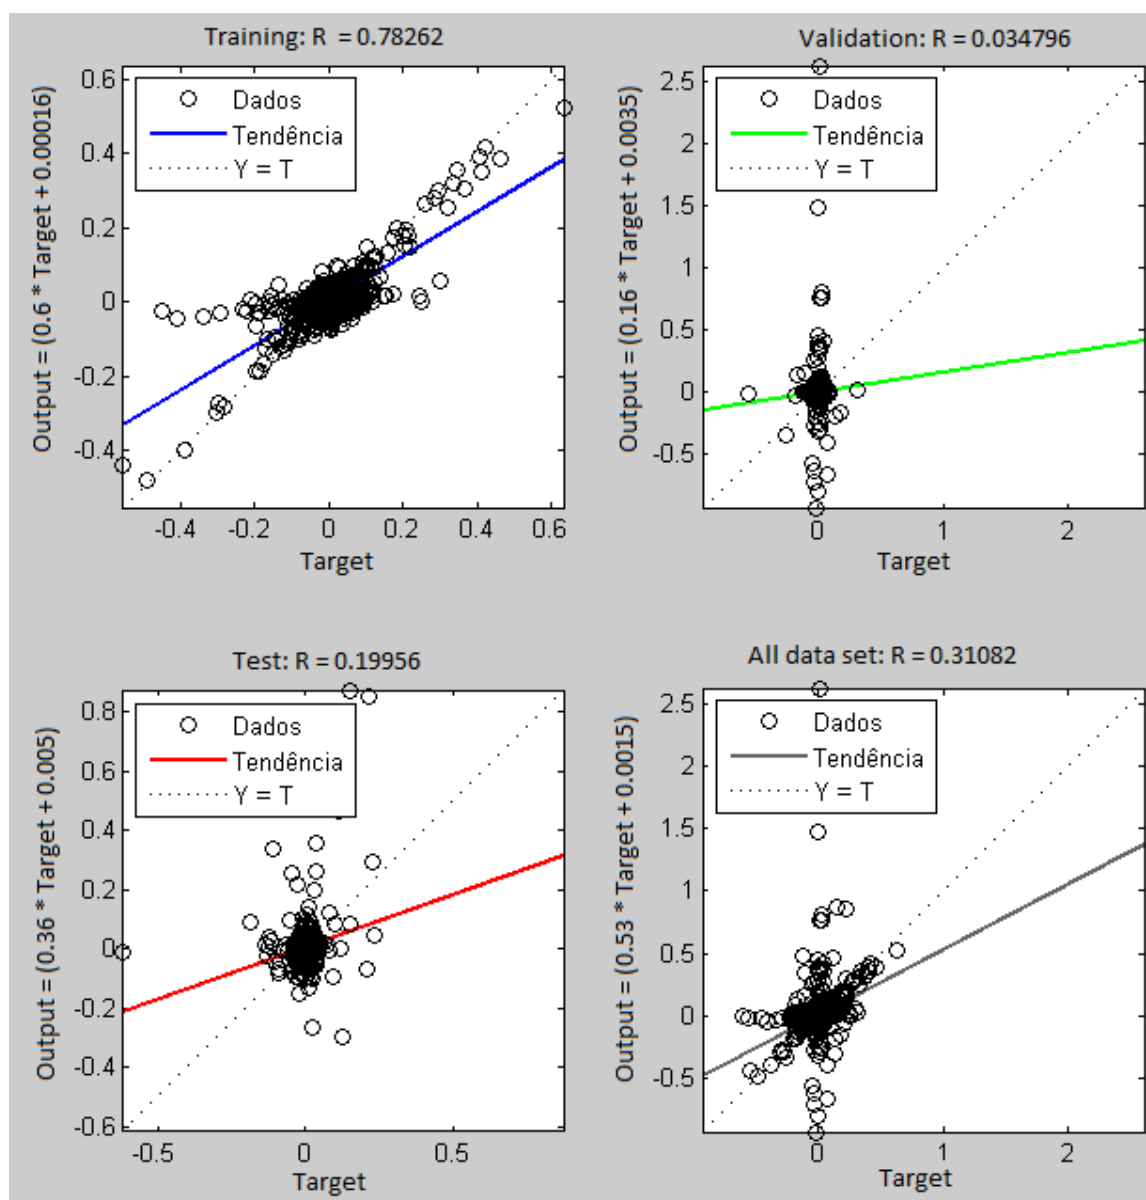 Training: R = 0.78262
Output = (0.6 * Target + 0.00016)
0.6
0.4
0.2
0
-0.2
-0.4
Dados
Tendência
Y = T
-0.4 -0.2 0 0.2 0.4 0.6
Target
Validation: R = 0.034796
Output = (0.16 * Target + 0.0035)
2.5
2
1.5
1
0.5
0
-0.5
Dados
Tendência
Y = T
0 1 2
Target
Test: R = 0.19956
Output = (0.36 * Target + 0.005)
0.8
0.6
0.4
0.2
0
-0.2
-0.4
-0.6
Dados
Tendência
Y = T
-0.5 0 0.5
Target
All data set: R = 0.31082
Output = (0.53 * Target + 0.0015)
2.5
2
1.5
1
0.5
0
-0.5
Dados
Tendência
Y = T
0 1 2
Target